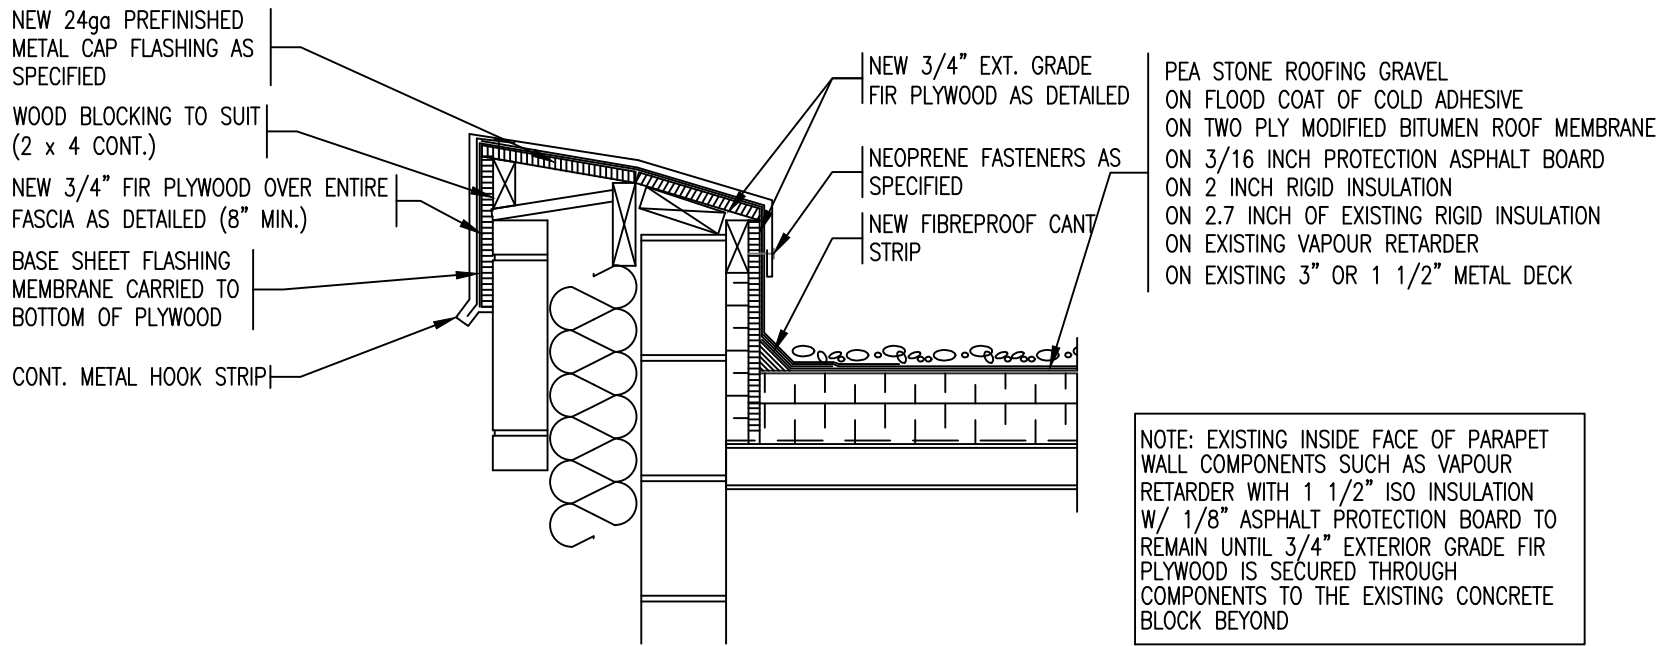 NEW 24ga PREFINISHED
METAL CAP FLASHING AS
SPECIFIED
WOOD BLOCKING TO SUIT
(2 x 4 CONT.)
NEW 3/4" FIR PLYWOOD OVER ENTIRE
FASCIA AS DETAILED (8" MIN.)
BASE SHEET FLASHING
MEMBRANE CARRIED TO
BOTTOM OF PLYWOOD
CONT. METAL HOOK STRIP
NEW 3/4" EXT. GRADE
FIR PLYWOOD AS DETAILED
NEOPRENE FASTENERS AS
SPECIFIED
NEW FIBREPROOF CANT
STRIP
PEA STONE ROOFING GRAVEL
ON FLOOD COAT OF COLD ADHESIVE
ON TWO PLY MODIFIED BITUMEN ROOF MEMBRANE
ON 3/16 INCH PROTECTION ASPHALT BOARD
ON 2 INCH RIGID INSULATION
ON 2.7 INCH OF EXISTING RIGID INSULATION
ON EXISTING VAPOUR RETARDER
ON EXISTING 3" OR 1 1/2" METAL DECK
NOTE: EXISTING INSIDE FACE OF PARAPET
WALL COMPONENTS SUCH AS VAPOUR
RETARDER WITH 1 1/2" ISO INSULATION
W/ 1/8" ASPHALT PROTECTION BOARD TO
REMAIN UNTIL 3/4" EXTERIOR GRADE FIR
PLYWOOD IS SECURED THROUGH
COMPONENTS TO THE EXISTING CONCRETE
BLOCK BEYOND